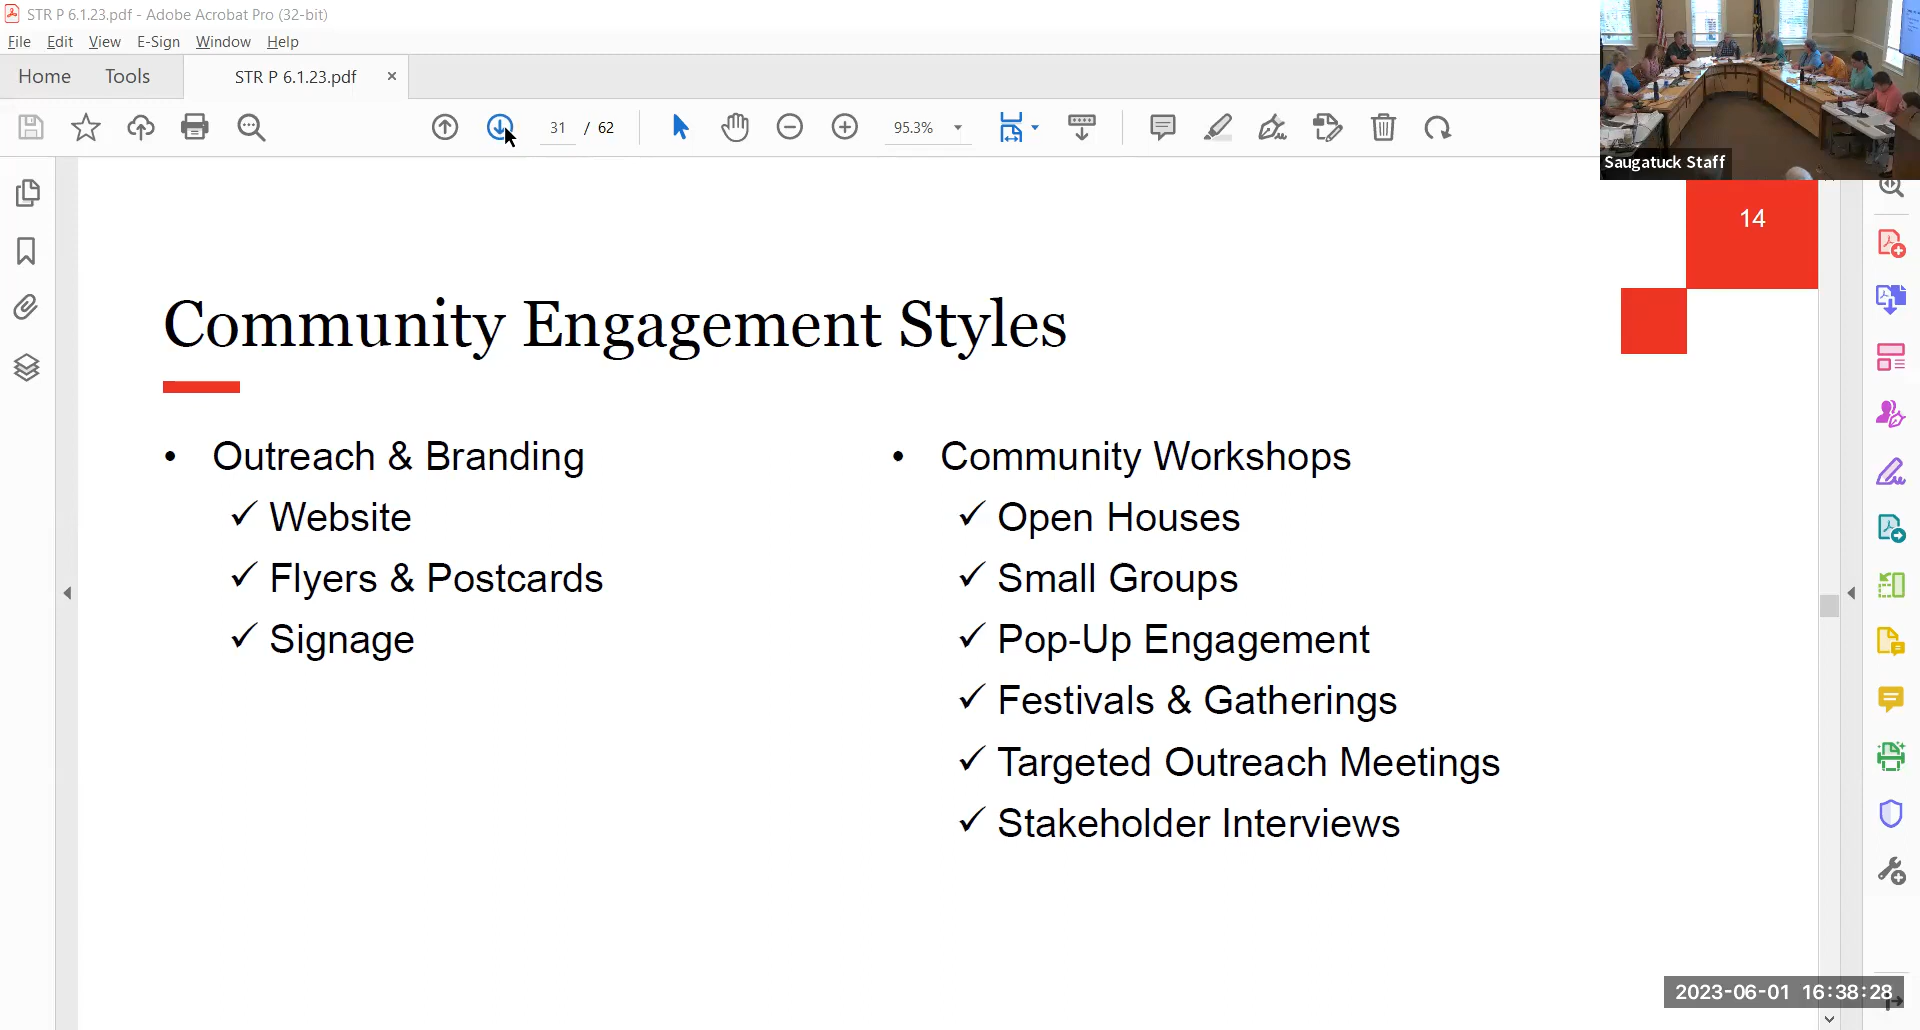 STR P 6.1.23.pdf - Adobe Acrobat Pro (32-bit)
File Edit View E-Sign Window Help
Home Tools STR P 6.1.23.pdf ×
31 / 62 95.3%
Saugatuck Staff
14
Community Engagement Styles
• Outreach & Branding
✓ Website
✓ Flyers & Postcards
✓ Signage
• Community Workshops
✓ Open Houses
✓ Small Groups
✓ Pop-Up Engagement
✓ Festivals & Gatherings
✓ Targeted Outreach Meetings
✓ Stakeholder Interviews
2023-06-01 16:38:28